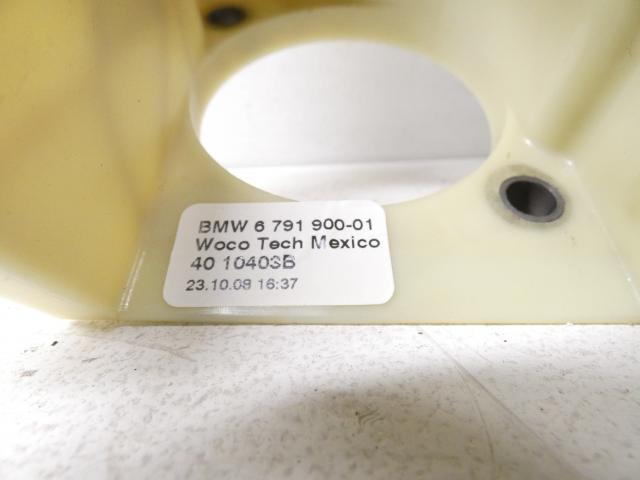 BMW 6 791 900-01
Woco Tech Mexico
40 10403B
23.10.08 16:37